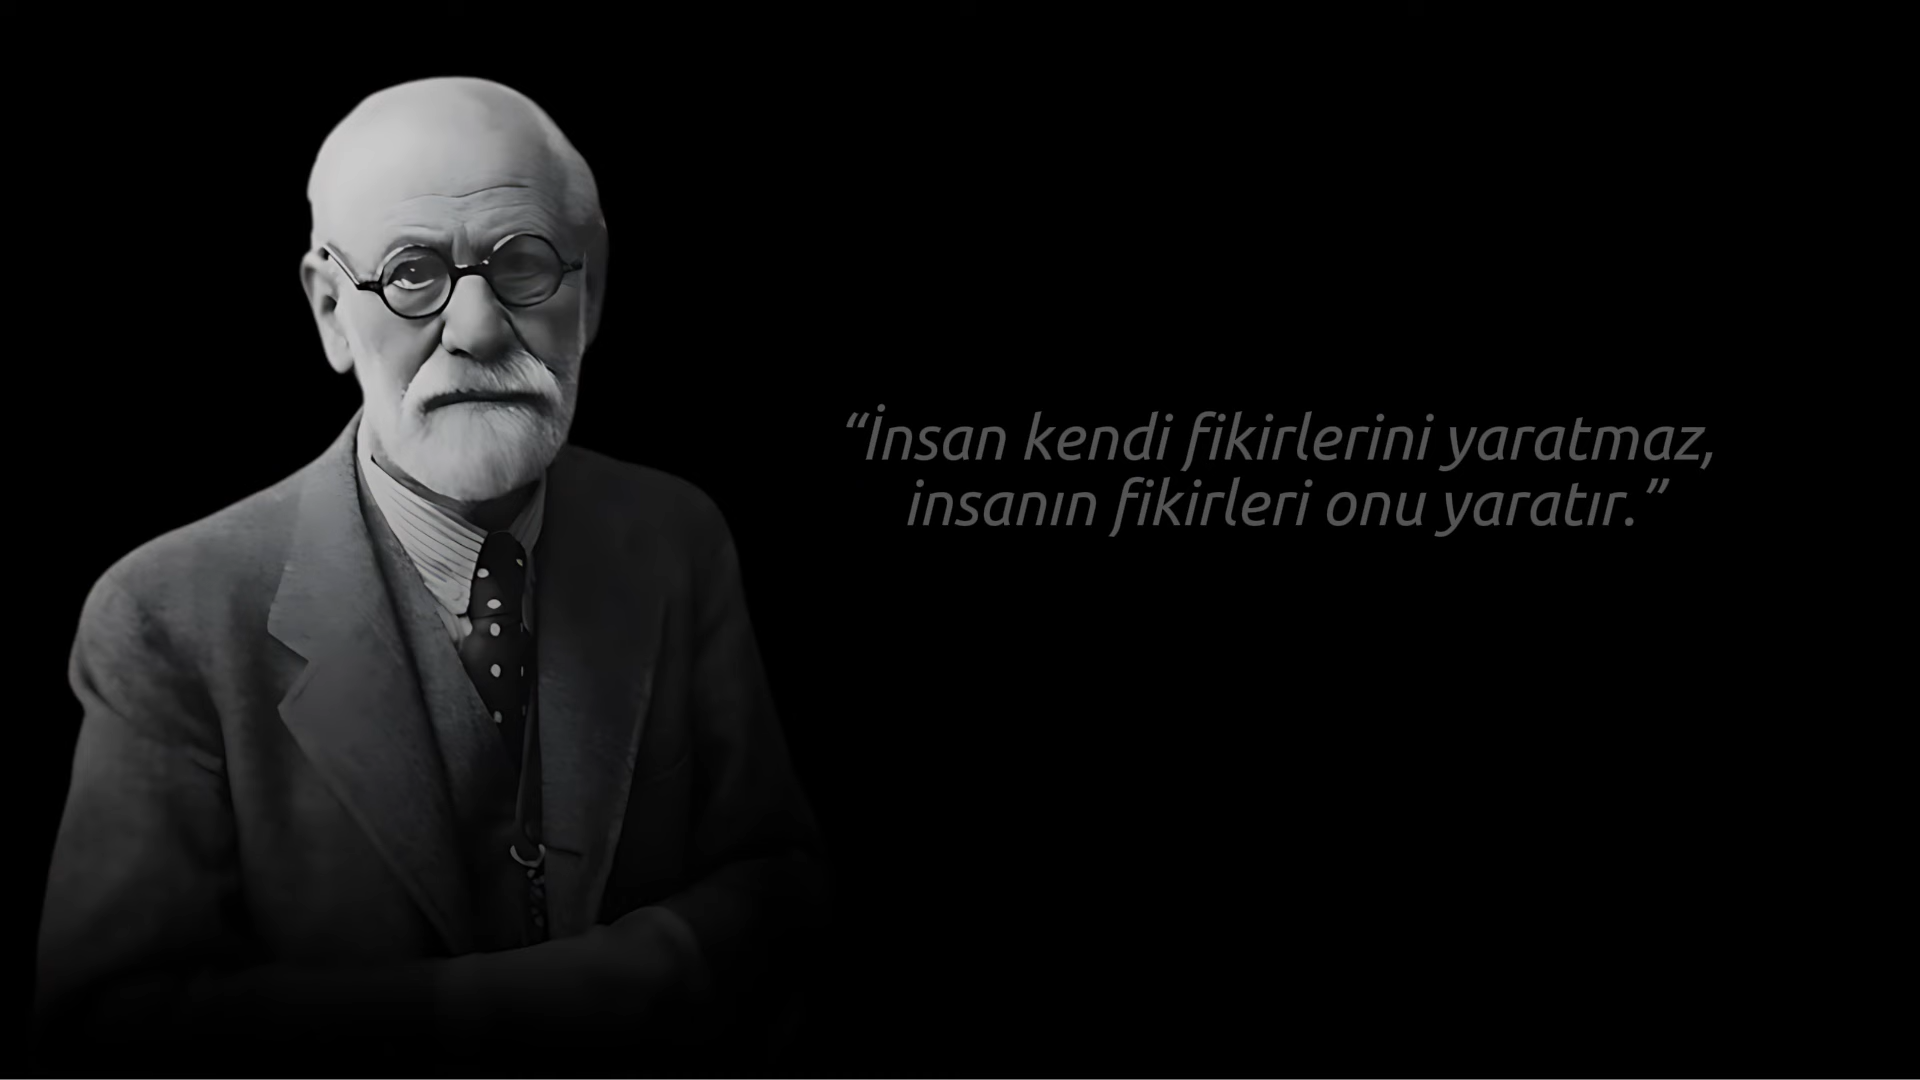 “İnsan kendi fikirlerini yaratmaz,
insanın fikirleri onu yaratır.”